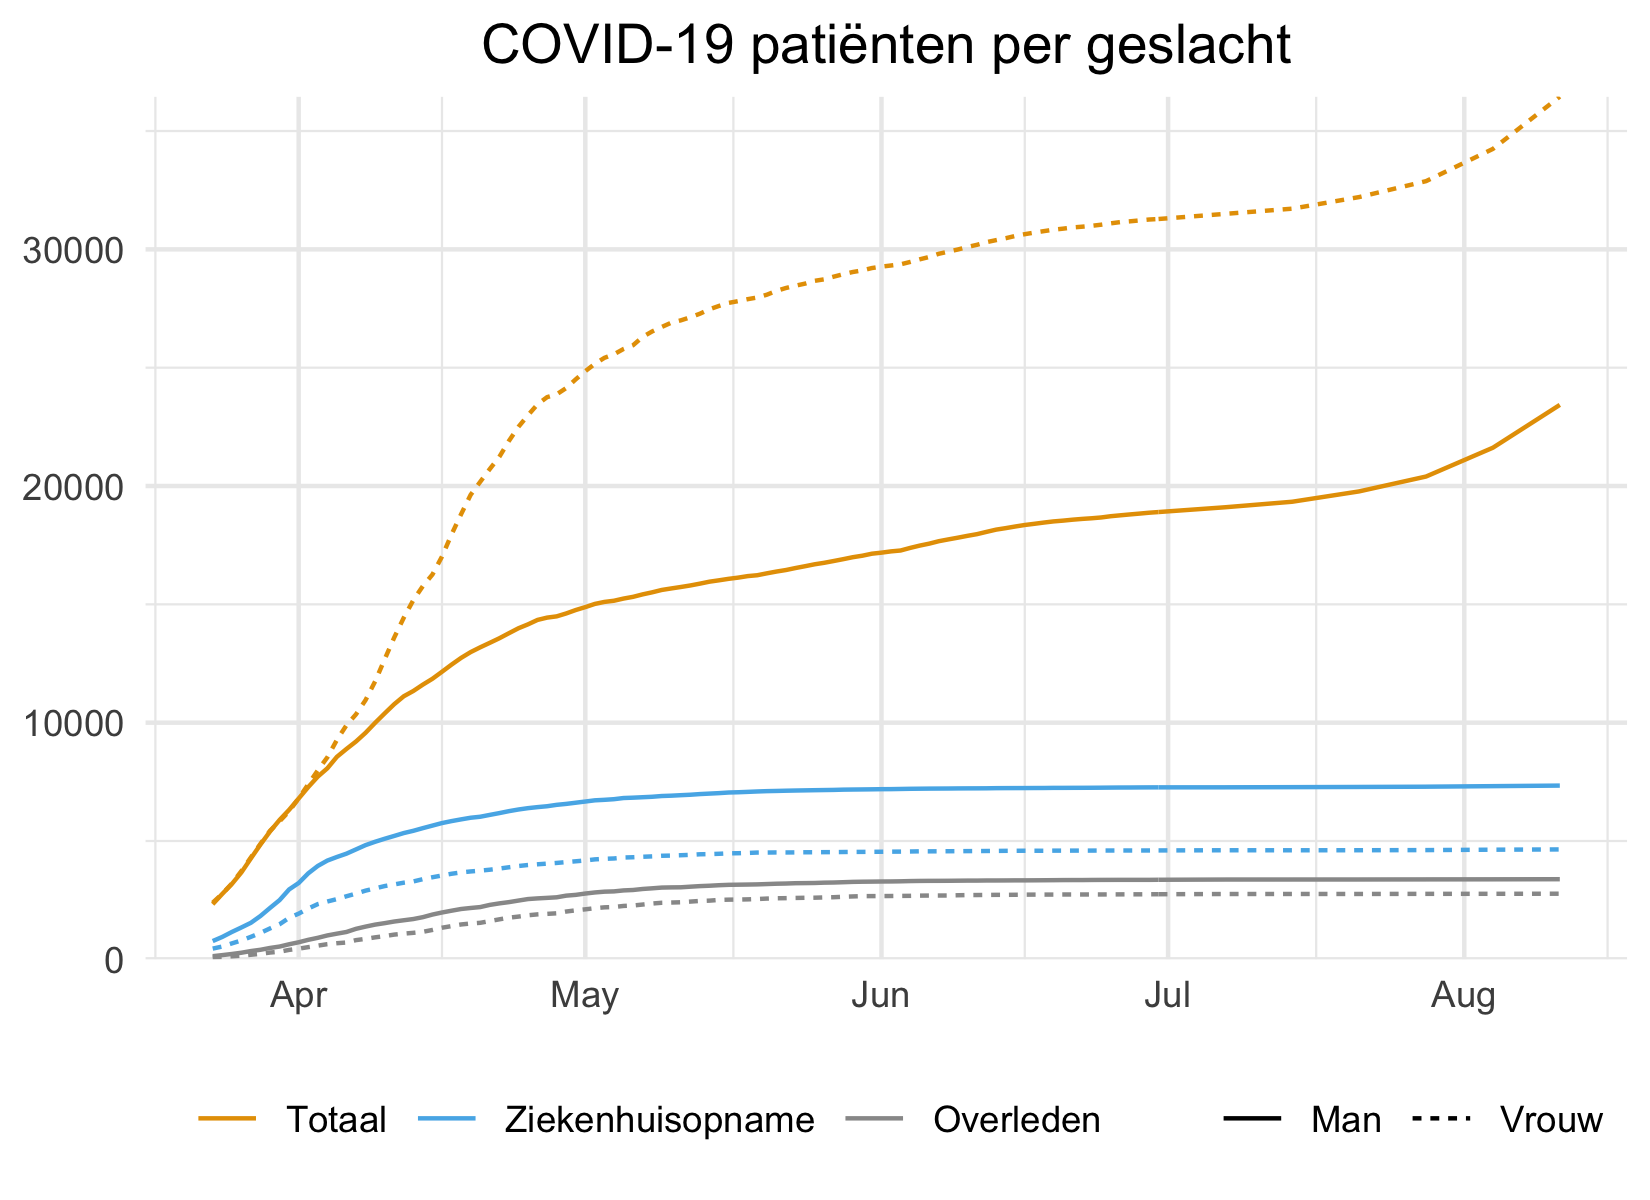 COVID-19 patiënten per geslacht
30000
20000
10000
0
Apr May Jun Jul Aug
Totaal Ziekenhuisopname Overleden Man Vrouw